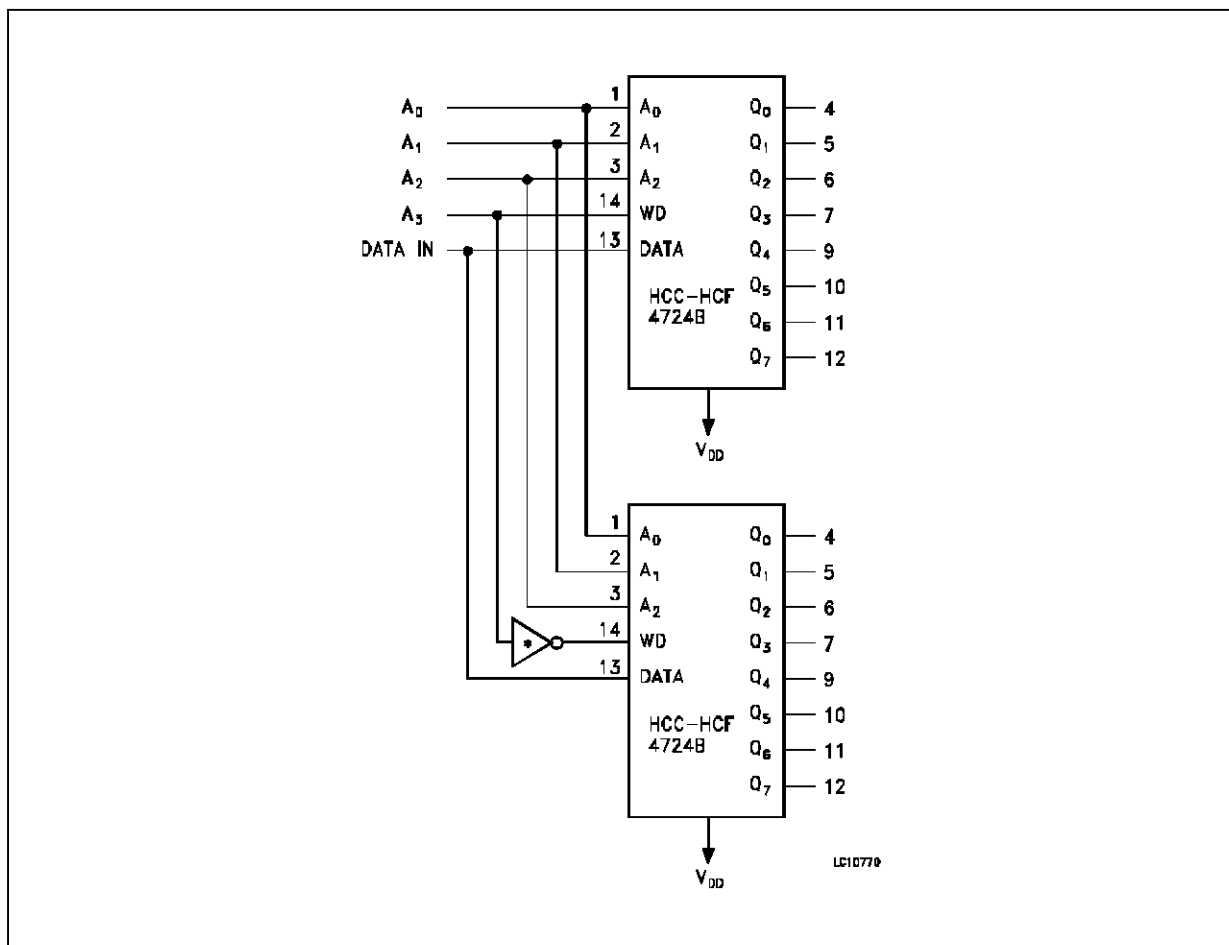 1 A0 Q0 4
A0
2 A1 Q1 5
A1
3 A2 Q2 6
A2
14 WD Q3 7
A3
13 DATA Q4 9
DATA IN
Q5 10
HCC-HCF
4724B
Q6 11
Q7 12
VDD
1 A0 Q0 4
2 A1 Q1 5
3 A2 Q2 6
14 WD Q3 7
13 DATA Q4 9
Q5 10
HCC-HCF
4724B
Q6 11
Q7 12
VDD
LC10770